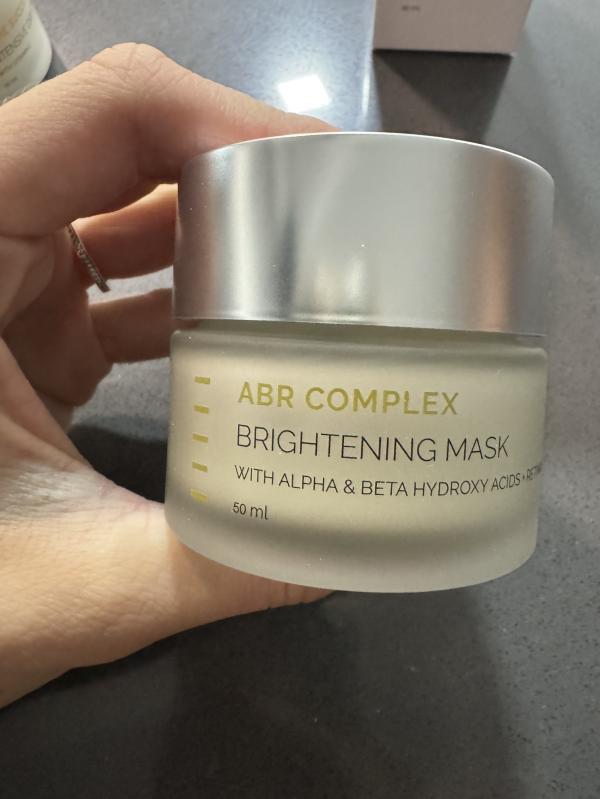 ABR COMPLEX
BRIGHTENING MASK
WITH ALPHA & BETA HYDROXY ACIDS •
50 ml